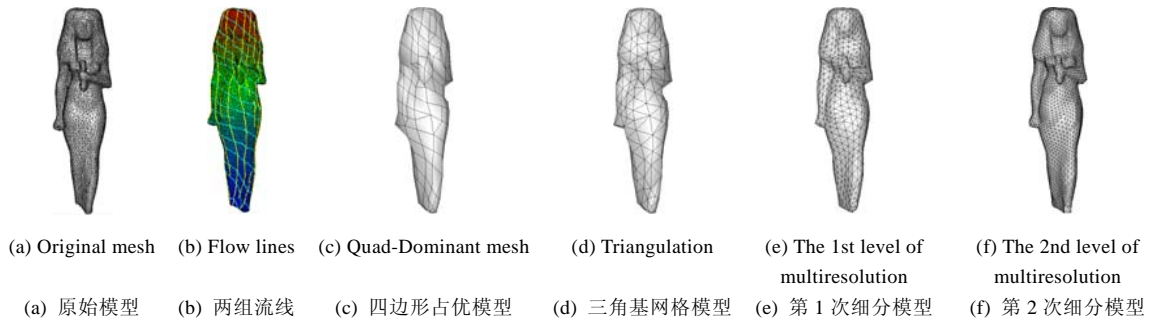 (a) Original mesh (b) Flow lines (c) Quad-Dominant mesh (d) Triangulation (e) The 1st level of (f) The 2nd level of
multiresolution multiresolution
(a) 原始模型 (b) 两组流线 (c) 四边形占优模型 (d) 三角基网格模型 (e) 第 1 次细分模型 (f) 第 2 次细分模型